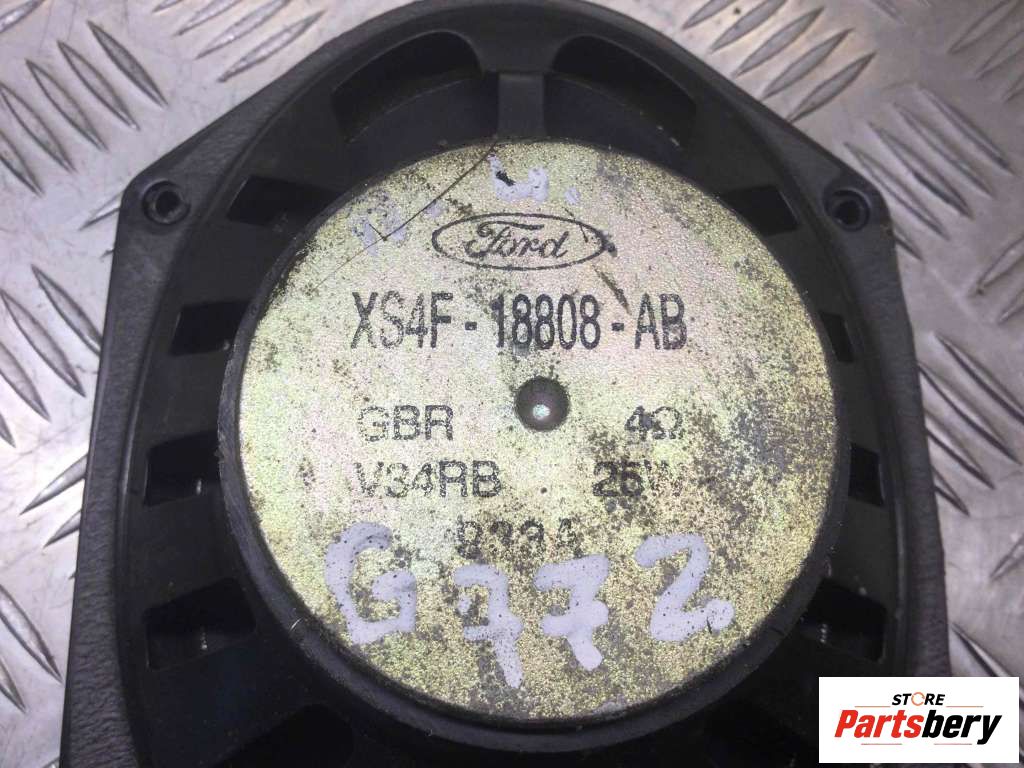 Ford
XS4F-18808-AB
GBR 4Ω
V34RB 25W
G772
STORE
Partsbery